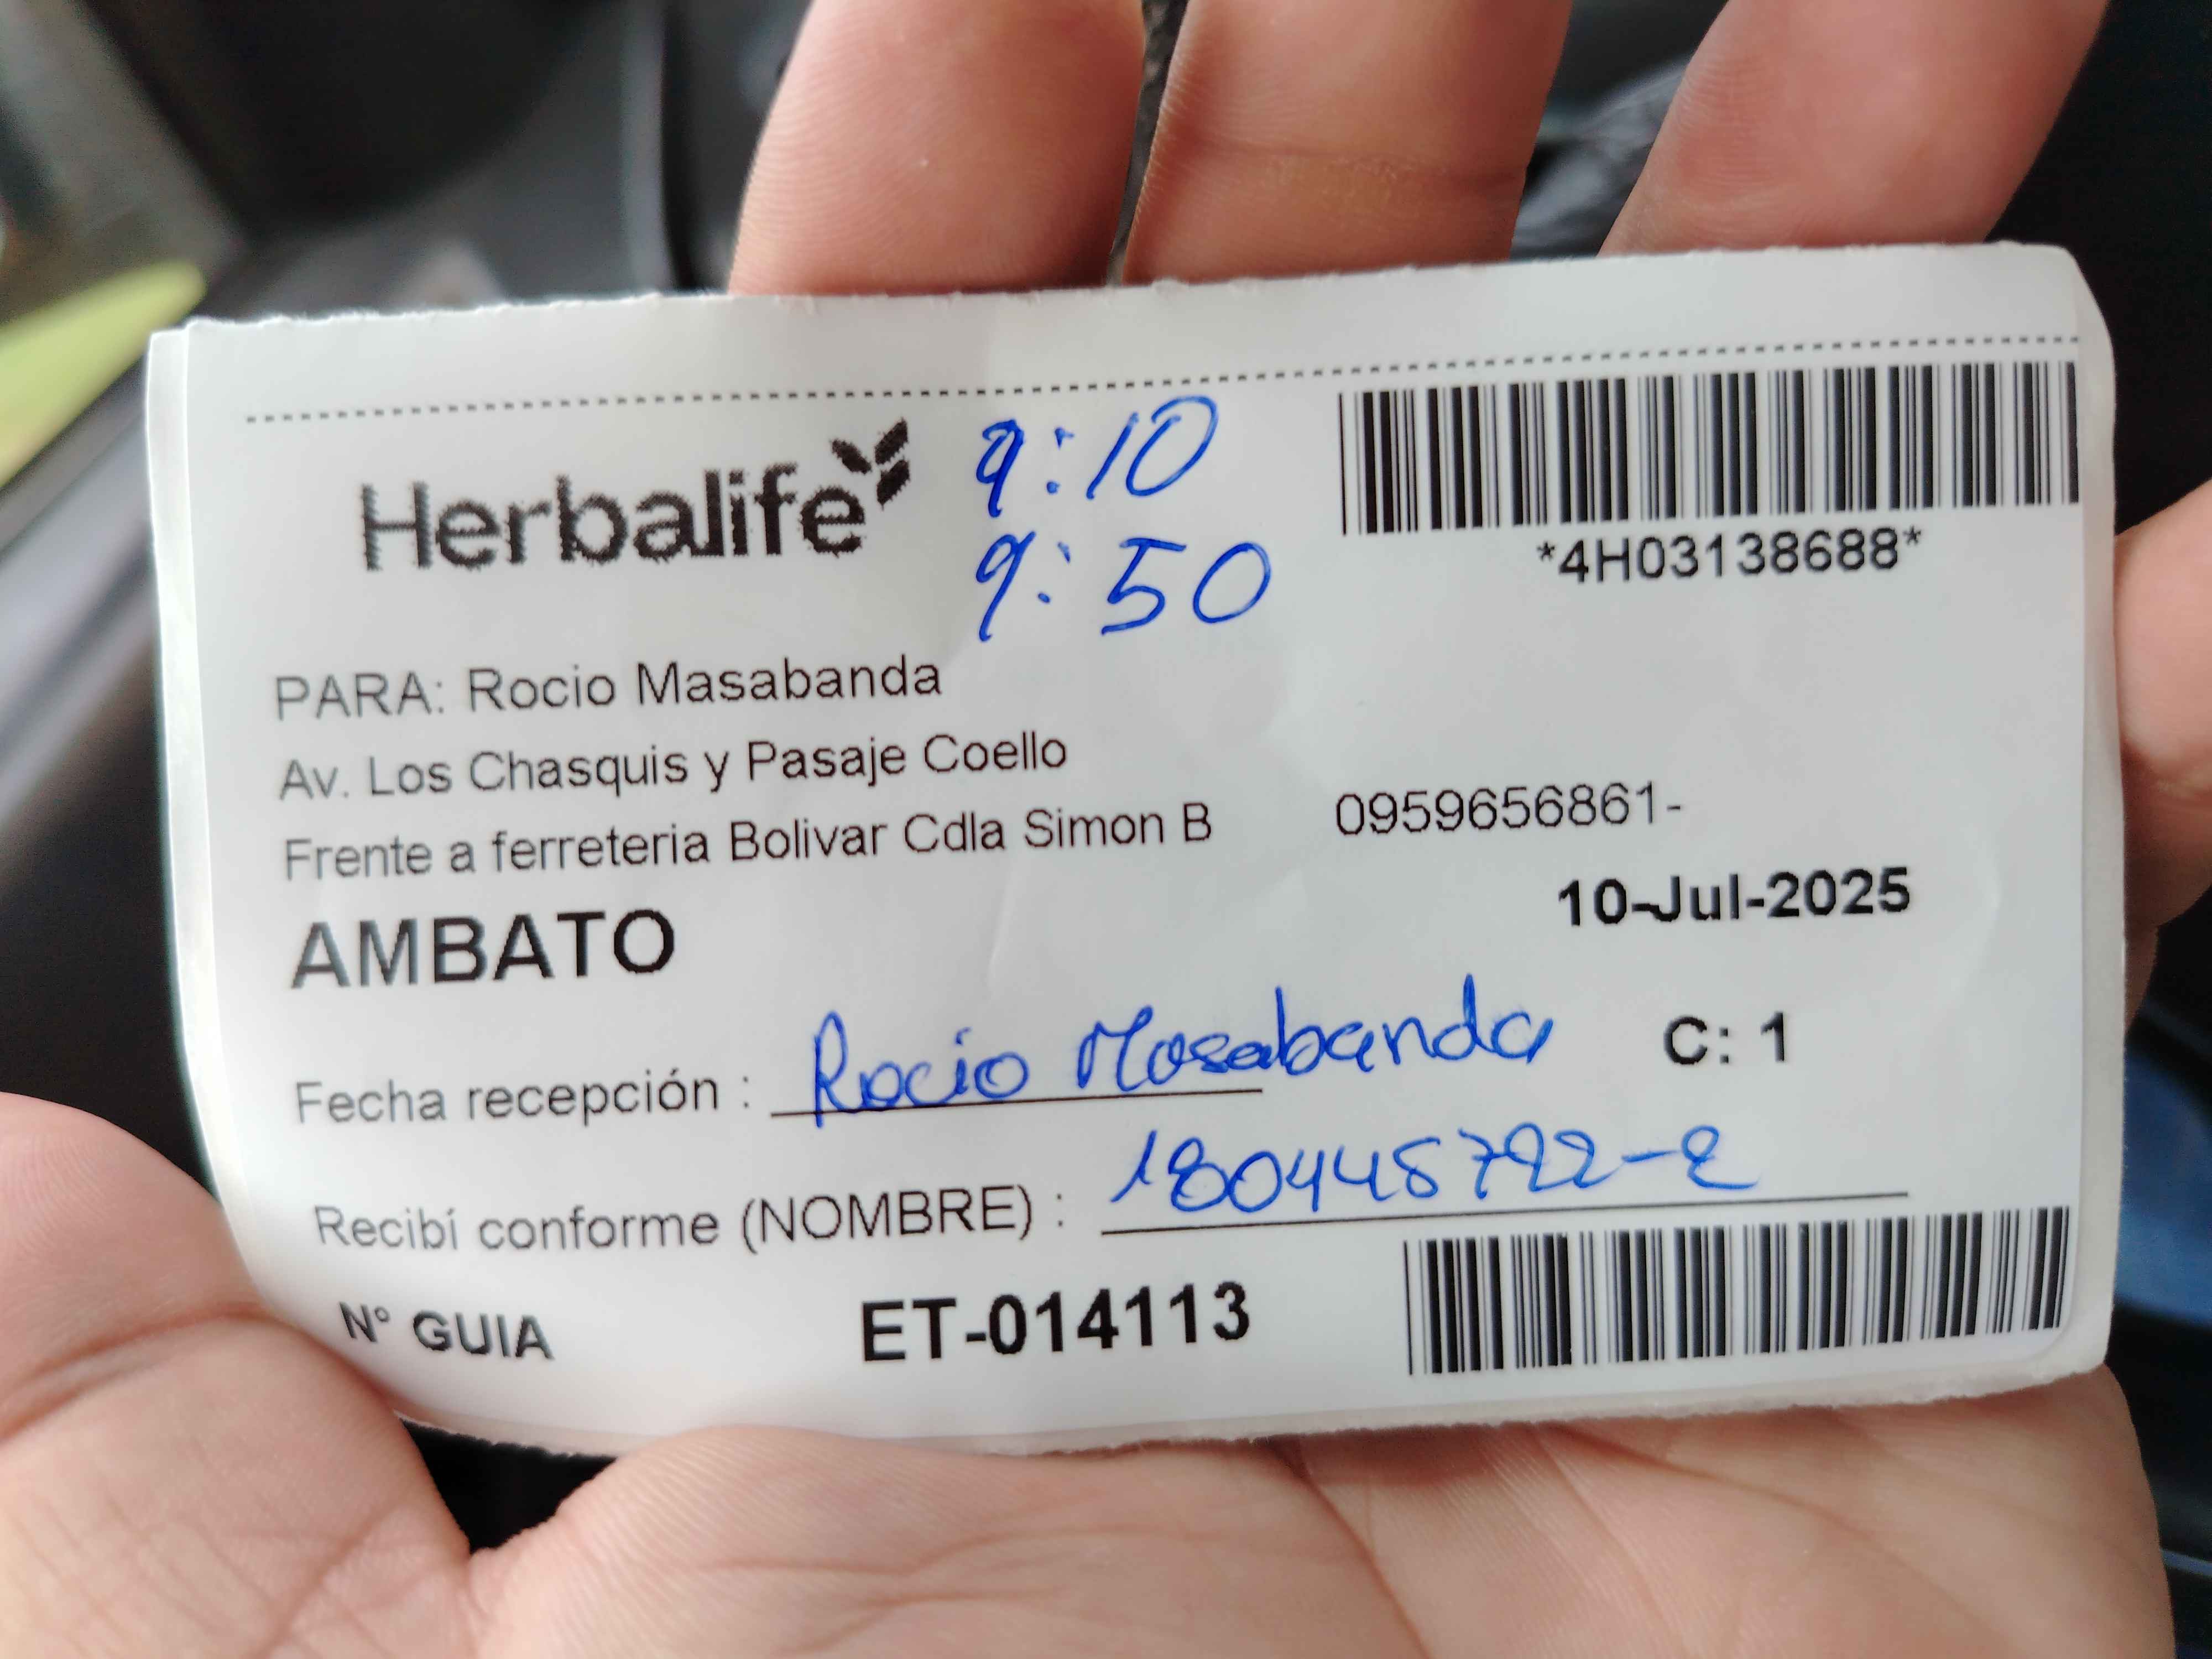 Herbalife
9:10
9:50
*4H03138688*
PARA: Rocio Masabanda
Av. Los Chasquis y Pasaje Coello
Frente a ferreteria Bolivar Cdla Simon B 0959656861-
AMBATO 10-Jul-2025
Fecha recepción : Rocio Masabanda C: 1
Recibí conforme (NOMBRE) : 180445792-2
N° GUIA ET-014113